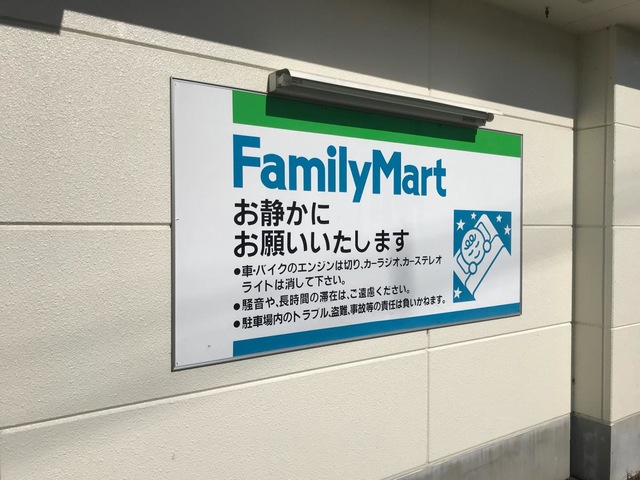 FamilyMart
お静かに
お願いいたします
●車・バイクのエンジンは切り、カーラジオ、カーステレオ
ライトは消して下さい。
●騒音や、長時間の滞在は、ご遠慮ください。
●駐車場内のトラブル、盗難、事故等の責任は負いかねます。